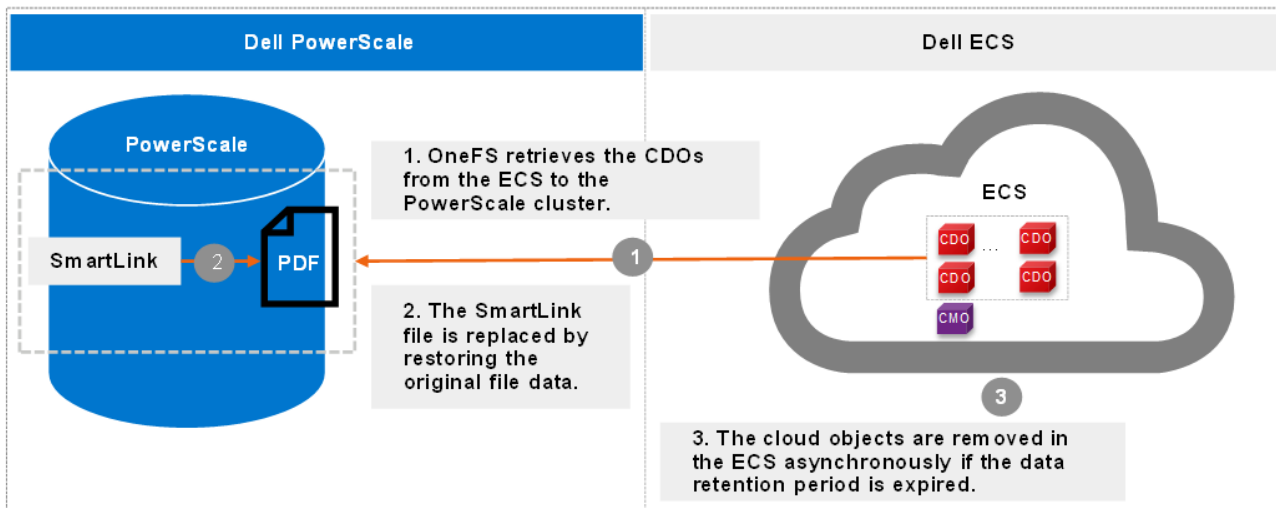 Dell PowerScale
Dell ECS
PowerScale
1. OneFS retrieves the CDOs
from the ECS to the
PowerScale cluster.
ECS
CDO ... CDO
CDO CDO
CMO
SmartLink
2
PDF
1
2. The SmartLink
file is replaced by
restoring the
original file data.
3
3. The cloud objects are removed in
the ECS asynchronously if the data
retention period is expired.